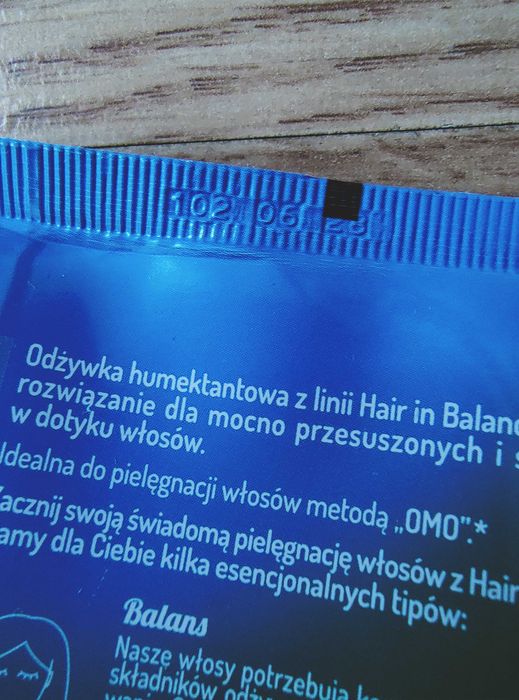 102 06
Odżywka humektantowa z linii Hair in Balanc
rozwiązanie dla mocno przesuszonych i s
w dotyku włosów.
Idealna do pielęgnacji włosów metodą „OMO”.*
Zacznij swoją świadomą pielęgnację włosów z Hair
amy dla Ciebie kilka esencjonalnych tipów:
Balans
Nasze włosy potrzebują
składników